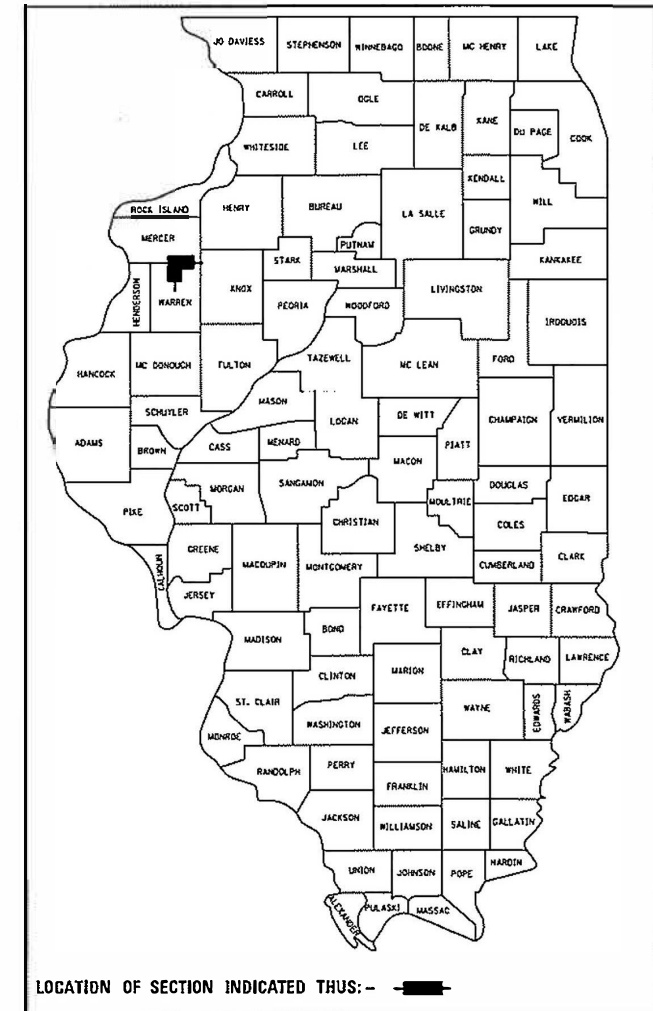 JO DAVIESS STEPHENSON WINNEBAGO BOONE MC HENRY LAKE
CARROLL OGLE DE KALB KANE DU PAGE COOK
WHITESIDE LEE
KENDALL
ROCK ISLAND HENRY BUREAU LA SALLE WILL
MERCER PUTNAM GRUNDY
STARK MARSHALL KANKAKEE
HENDERSON WARREN KNOX PEORIA WOODFORD LIVINGSTON IROQUOIS
HANCOCK MC DONOUGH FULTON TAZEWELL MC LEAN FORD
MASON
SCHUYLER LOGAN DE WITT CHAMPAIGN VERMILION
ADAMS BROWN CASS MENARD MACON PIATT
MORGAN SANGAMON DOUGLAS EDGAR
PIKE SCOTT CHRISTIAN MOULTRIE COLES
CALHOUN GREENE MACOUPIN MONTGOMERY SHELBY CUMBERLAND CLARK
JERSEY FAYETTE EFFINGHAM JASPER CRAWFORD
MADISON BOND CLAY RICHLAND LAWRENCE
CLINTON MARION
ST. CLAIR WAYNE EDWARDS WABASH
MONROE WASHINGTON JEFFERSON
RANDOLPH PERRY HAMILTON WHITE
FRANKLIN
JACKSON WILLIAMSON SALINE GALLATIN
UNION JOHNSON POPE HARDIN
ALEXANDER PULASKI MASSAC
LOCATION OF SECTION INDICATED THUS:-